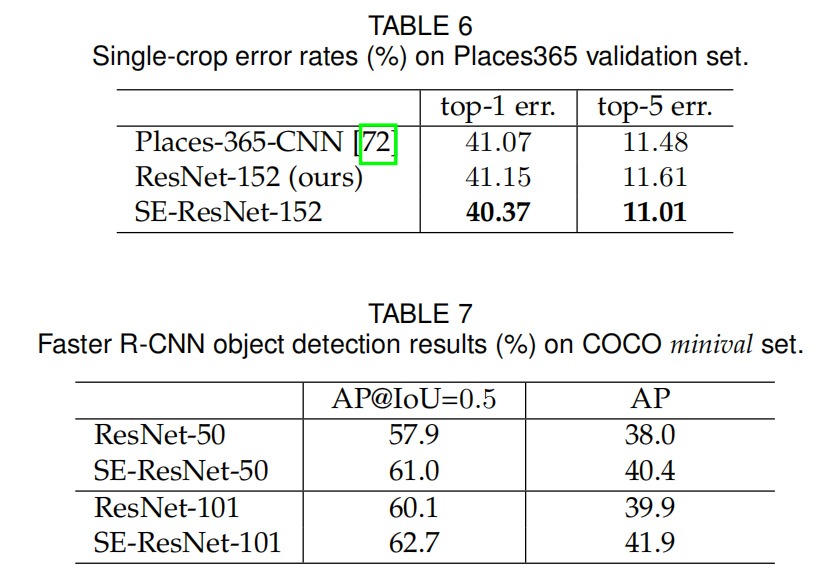 TABLE 6
Single-crop error rates (%) on Places365 validation set.
top-1 err. top-5 err.
Places-365-CNN [72] 41.07 11.48
ResNet-152 (ours) 41.15 11.61
SE-ResNet-152 40.37 11.01
TABLE 7
Faster R-CNN object detection results (%) on COCO minival set.
AP@IoU=0.5 AP
ResNet-50 57.9 38.0
SE-ResNet-50 61.0 40.4
ResNet-101 60.1 39.9
SE-ResNet-101 62.7 41.9